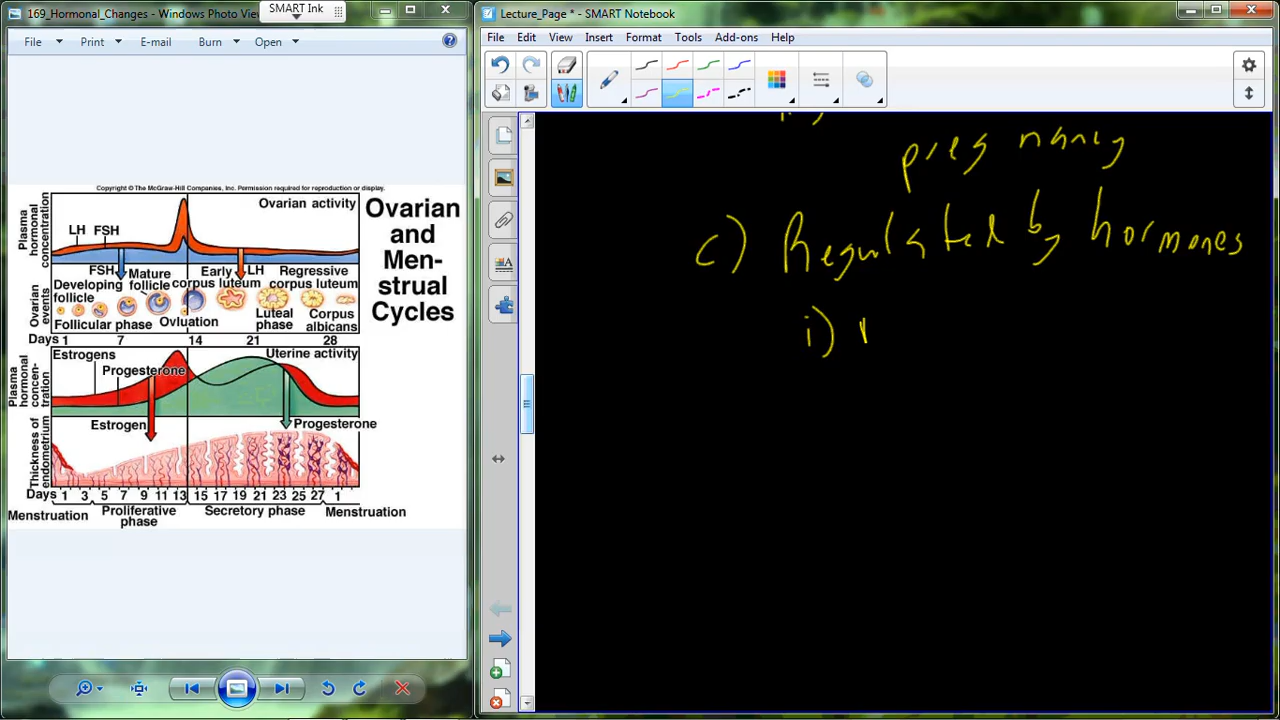 169_Hormonal_Changes - Windows Photo Vie
SMART Ink
File Print E-mail Burn Open
Copyright © The McGraw-Hill Companies, Inc. Permission required for reproduction or display.
Ovarian and Men- strual Cycles
Plasma hormonal concentration
Ovarian activity
LH FSH
FSH
LH
Ovarian events
Developing follicle
Mature follicle
Early corpus luteum
Regressive corpus luteum
Follicular phase
Ovluation
Luteal phase
Corpus albicans
Days 1 7 14 21 28
Plasma hormonal concen- tration
Estrogens
Progesterone
Uterine activity
Estrogen
Progesterone
Thickness of endometrium
Days 1 3 5 7 9 11 13 15 17 19 21 23 25 27 1
Menstruation
Proliferative phase
Secretory phase
Menstruation
Lecture_Page * - SMART Notebook
File Edit View Insert Format Tools Add-ons Help
pregnancy
c) Regulated by hormones
i)